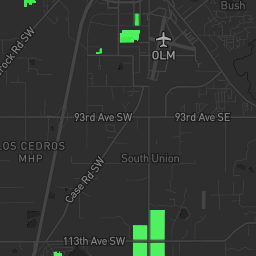 Bush
rock Rd SW
OLM
93rd Ave SW
93rd Ave SE
LOS CEDROS
MHP
South Union
Case Rd SW
113th Ave SW